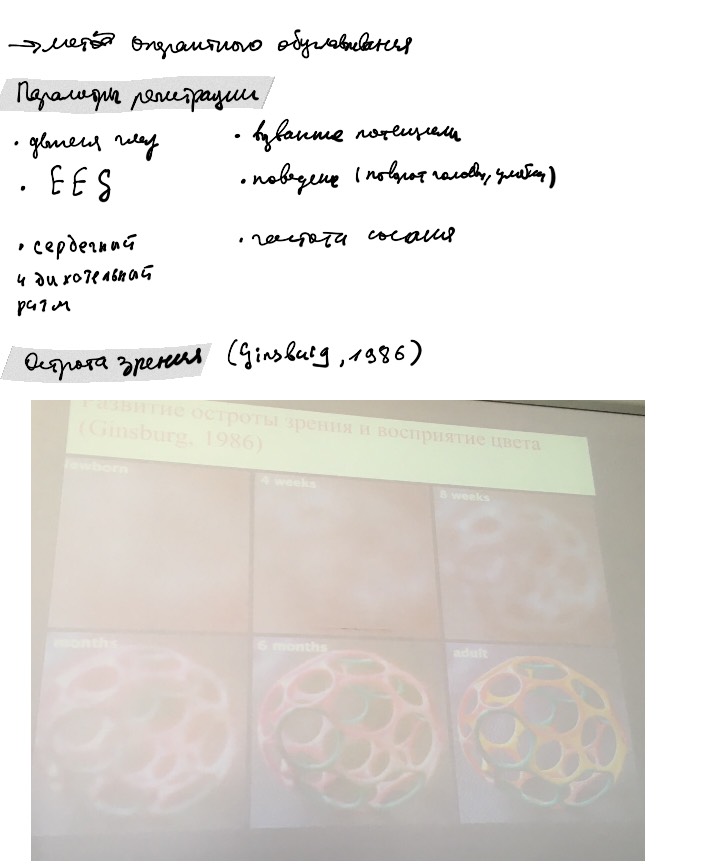 → метод оперантного обуславливания
Параметры регистрации
• движения глаз
• EEG
• сердечный
и дыхательный
ритм
• вызванные потенциалы
• поведение (поворот головы, улыбка)
• частота сосания
Острота зрения (Ginsburg, 1986)
Развитие остроты зрения и восприятие цвета
(Ginsburg, 1986)
newborn
4 weeks
8 weeks
months
6 months
adult